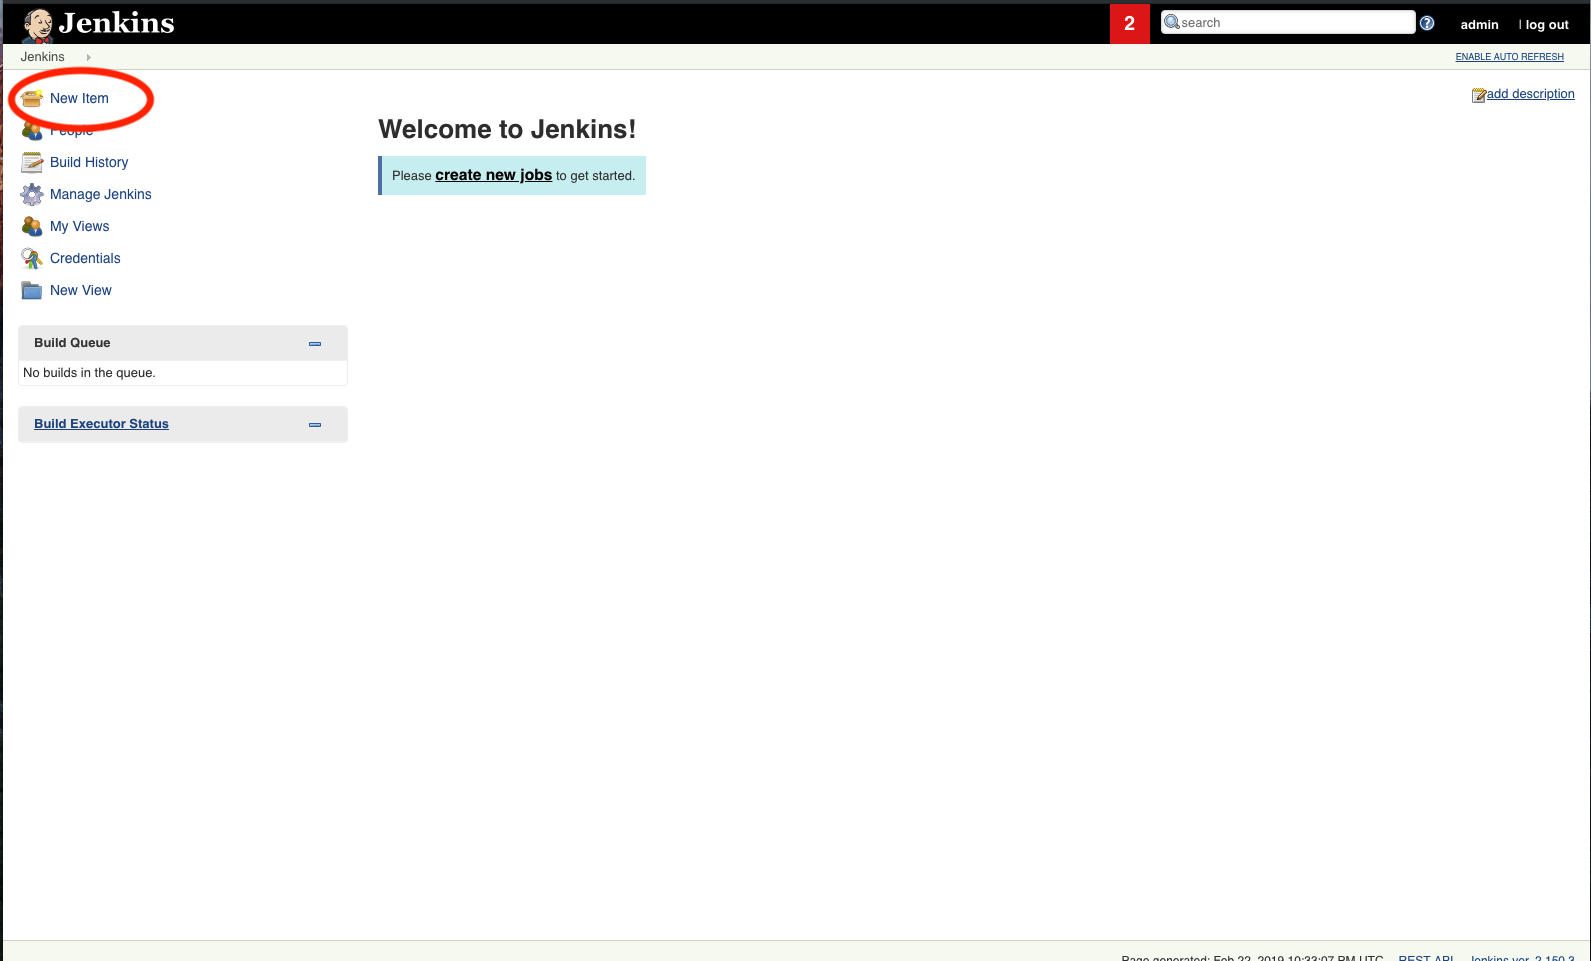 Jenkins
2
search
admin
| log out
Jenkins
ENABLE AUTO REFRESH
New Item
People
Build History
Manage Jenkins
My Views
Credentials
New View
Build Queue
No builds in the queue.
Build Executor Status
add description
Welcome to Jenkins!
Please create new jobs to get started.
Page generated: Feb 22, 2019 10:33:07 PM UTC REST API Jenkins ver. 2.150.3